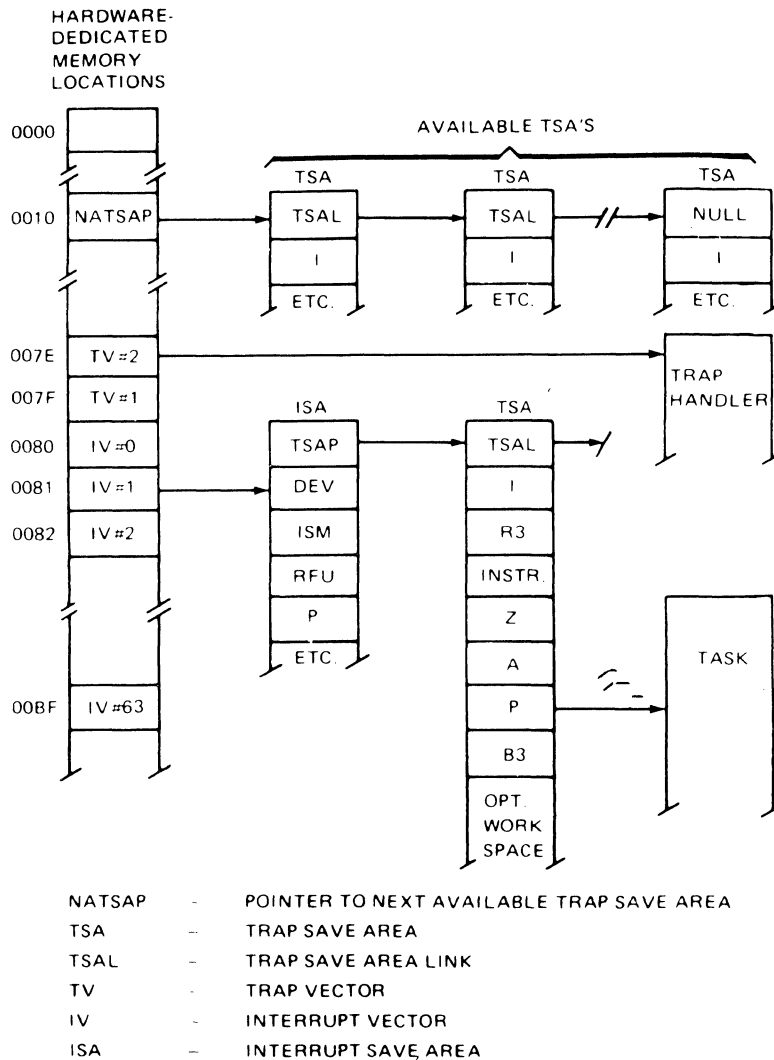 HARDWARE-
DEDICATED
MEMORY
LOCATIONS
0000
AVAILABLE TSA'S
TSA
TSA
TSA
0010
NATSAP
TSAL
TSAL
NULL
I
I
I
ETC.
ETC.
ETC.
007E
TV #2
TRAP
HANDLER
007F
TV #1
ISA
TSA
0080
IV #0
TSAP
TSAL
0081
IV #1
DEV
I
0082
IV #2
ISM
R3
RFU
INSTR.
P
Z
ETC.
A
TASK
00BF
IV #63
P
B3
OPT.
WORK
SPACE
NATSAP - POINTER TO NEXT AVAILABLE TRAP SAVE AREA
TSA - TRAP SAVE AREA
TSAL - TRAP SAVE AREA LINK
TV - TRAP VECTOR
IV - INTERRUPT VECTOR
ISA - INTERRUPT SAVE AREA